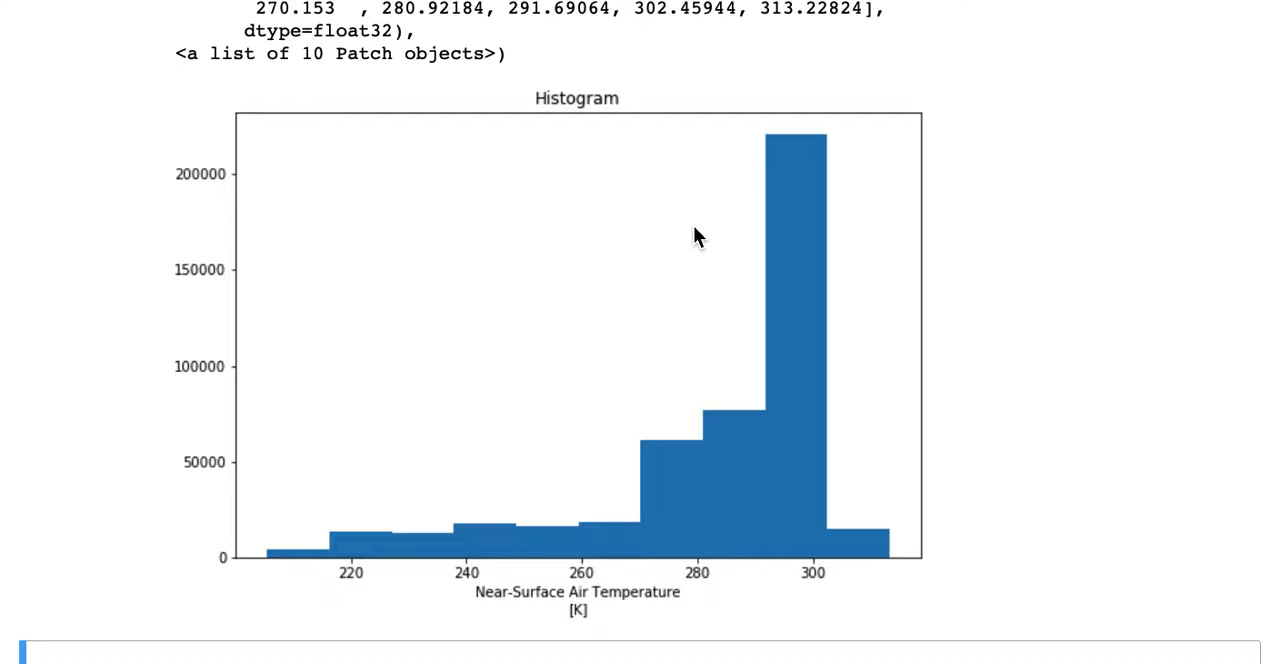 270.153  , 280.92184, 291.69064, 302.45944, 313.22824],
dtype=float32),
<a list of 10 Patch objects>)
Histogram
200000
150000
100000
50000
0
220 240 260 280 300
Near-Surface Air Temperature
[K]